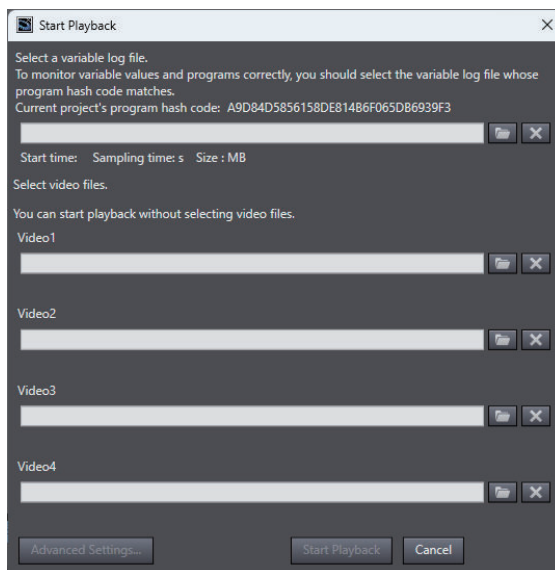 Start Playback
Select a variable log file.
To monitor variable values and programs correctly, you should select the variable log file whose
program hash code matches.
Current project's program hash code: A9D84D5856158DE814B6F065DB6939F3
Start time: Sampling time: s Size : MB
Select video files.
You can start playback without selecting video files.
Video1
Video2
Video3
Video4
Advanced Settings... Start Playback Cancel